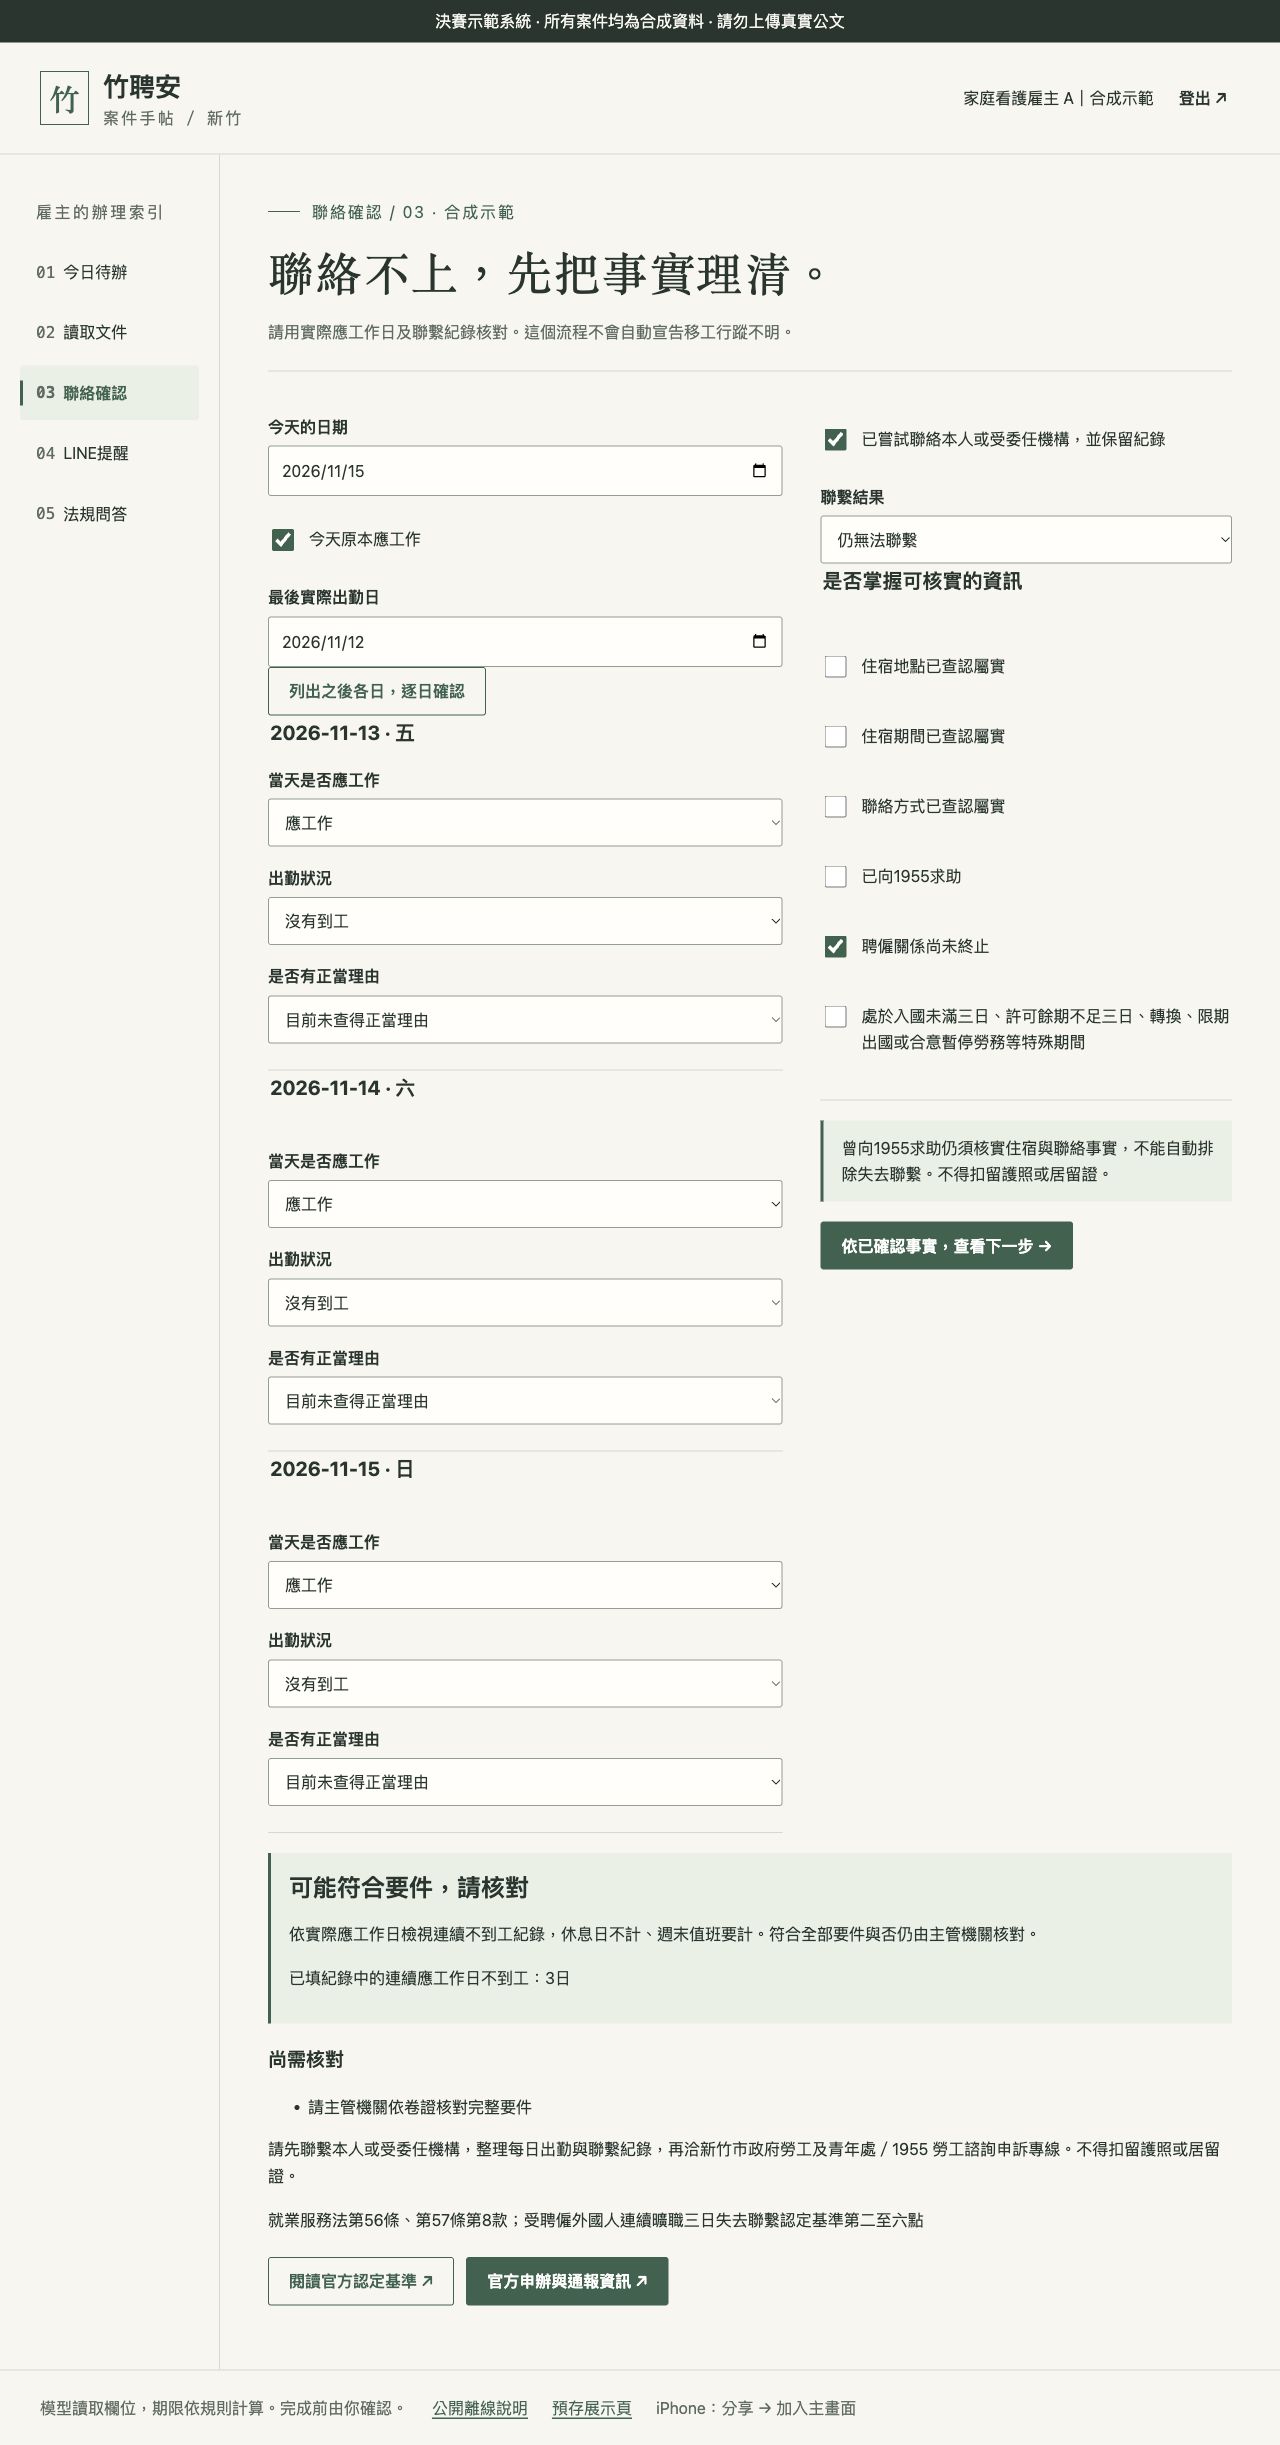 決賽示範系統 · 所有案件均為合成資料 · 請勿上傳真實公文
竹
竹聘安
案件手帖 / 新竹
家庭看護雇主 A | 合成示範
登出 ↗
雇主的辦理索引
01 今日待辦
02 讀取文件
03 聯絡確認
04 LINE提醒
05 法規問答
聯絡確認 / 03 · 合成示範
聯絡不上，先把事實理清。
請用實際應工作日及聯繫紀錄核對。這個流程不會自動宣告移工行蹤不明。
今天的日期
2026/11/15
今天原本應工作
最後實際出勤日
2026/11/12
列出之後各日，逐日確認
2026-11-13 · 五
當天是否應工作
應工作
出勤狀況
沒有到工
是否有正當理由
目前未查得正當理由
2026-11-14 · 六
當天是否應工作
應工作
出勤狀況
沒有到工
是否有正當理由
目前未查得正當理由
2026-11-15 · 日
當天是否應工作
應工作
出勤狀況
沒有到工
是否有正當理由
目前未查得正當理由
已嘗試聯絡本人或受委任機構，並保留紀錄
聯繫結果
仍無法聯繫
是否掌握可核實的資訊
住宿地點已查認屬實
住宿期間已查認屬實
聯絡方式已查認屬實
已向1955求助
聘僱關係尚未終止
處於入國未滿三日、許可餘期不足三日、轉換、限期
出國或合意暫停勞務等特殊期間
曾向1955求助仍須核實住宿與聯絡事實，不能自動排
除失去聯繫。不得扣留護照或居留證。
依已確認事實，查看下一步 →
可能符合要件，請核對
依實際應工作日檢視連續不到工紀錄，休息日不計、週末值班要計。符合全部要件與否仍由主管機關核對。
已填紀錄中的連續應工作日不到工：3日
尚需核對
• 請主管機關依卷證核對完整要件
請先聯繫本人或受委任機構，整理每日出勤與聯繫紀錄，再洽新竹市政府勞工及青年處 / 1955 勞工諮詢申訴專線。不得扣留護照或居留
證。
就業服務法第56條、第57條第8款；受聘僱外國人連續曠職三日失去聯繫認定基準第二至六點
閱讀官方認定基準 ↗
官方申辦與通報資訊 ↗
模型讀取欄位，期限依規則計算。完成前由你確認。
公開離線說明
預存展示頁
iPhone：分享 → 加入主畫面